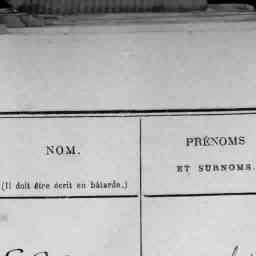 NOM.
PRÉNOMS
ET SURNOMS.
(Il doit être écrit en bâtarde.)